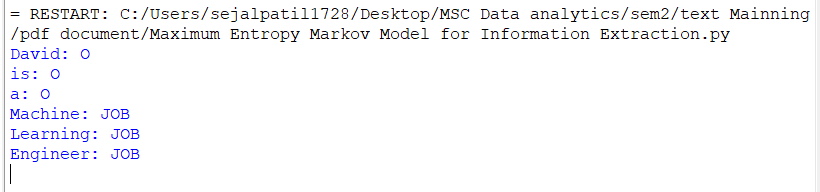 = RESTART: C:/Users/sejalpatil1728/Desktop/MSC Data analytics/sem2/text Mainning
/pdf document/Maximum Entropy Markov Model for Information Extraction.py
David: O
is: O
a: O
Machine: JOB
Learning: JOB
Engineer: JOB